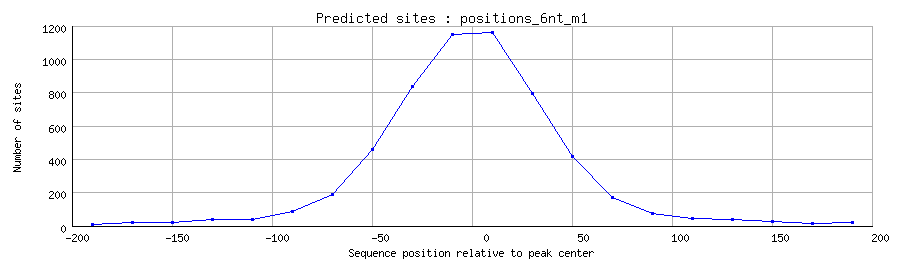 Predicted sites : positions_6nt_m1
1200
1000
800
600
400
200
0
Number of sites
-200 -150 -100 -50 0 50 100 150 200
Sequence position relative to peak center